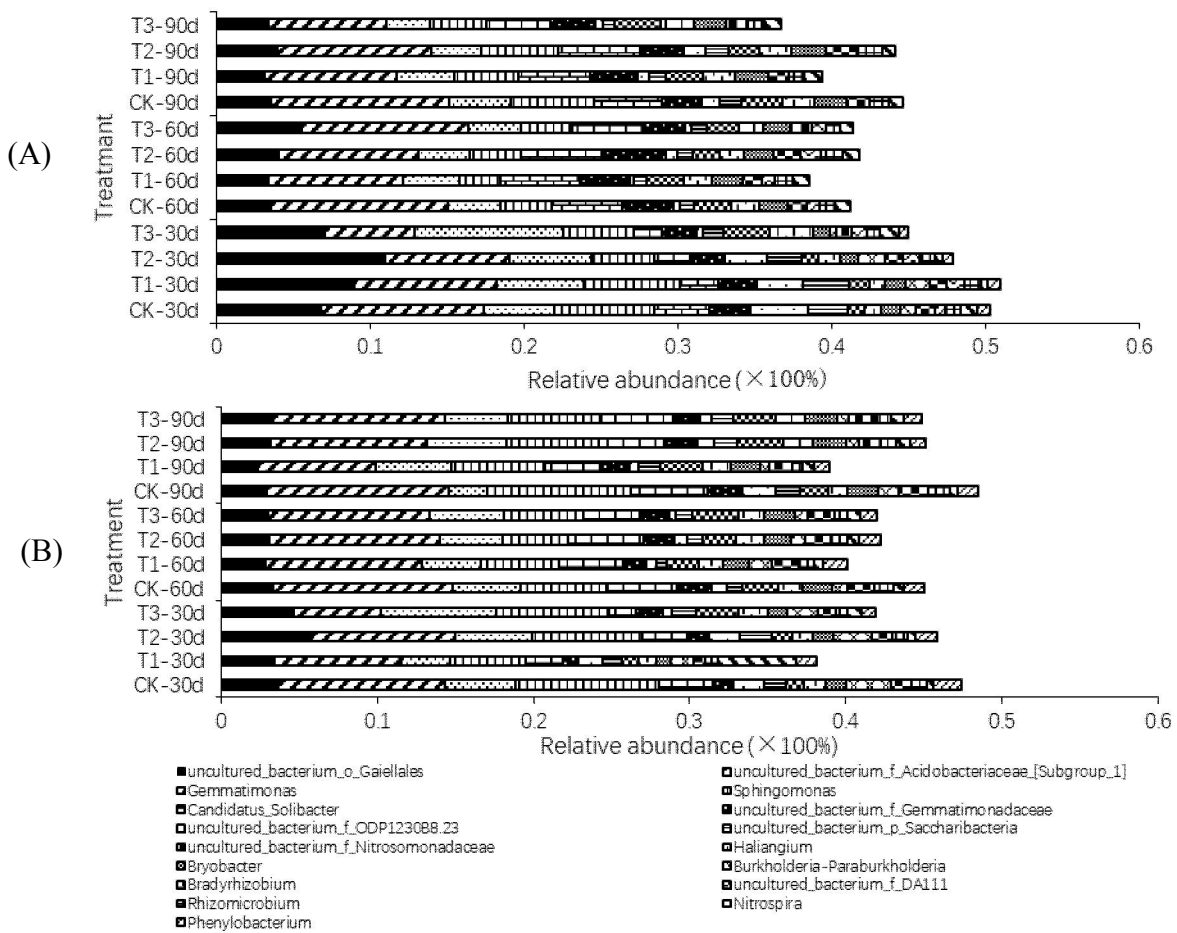 (A)
Treatmant
T3-90d
T2-90d
T1-90d
CK-90d
T3-60d
T2-60d
T1-60d
CK-60d
T3-30d
T2-30d
T1-30d
CK-30d
0 0.1 0.2 0.3 0.4 0.5 0.6
Relative abundance(×100%)
(B)
Treatment
T3-90d
T2-90d
T1-90d
CK-90d
T3-60d
T2-60d
T1-60d
CK-60d
T3-30d
T2-30d
T1-30d
CK-30d
0 0.1 0.2 0.3 0.4 0.5 0.6
Relative abundance(×100%)
uncultured_bacterium_o_Gaiellales uncultured_bacterium_f_Acidobacteriaceae_[Subgroup_1]
Gemmatimonas Sphingomonas
Candidatus_Solibacter uncultured_bacterium_f_Gemmatimonadaceae
uncultured_bacterium_f_ODP1230B8.23 uncultured_bacterium_p_Saccharibacteria
uncultured_bacterium_f_Nitrosomonadaceae Haliangium
Bryobacter Burkholderia-Paraburkholderia
Bradyrhizobium uncultured_bacterium_f_DA111
Rhizomicrobium Nitrospira
Phenylobacterium